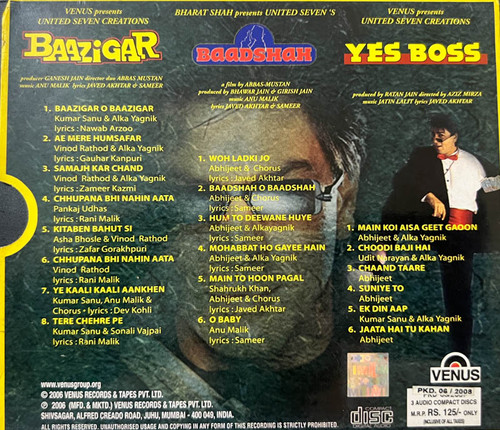 VENUS presents
UNITED SEVEN CREATIONS
BAAZIGAR
producer GANESH JAIN director duo ABBAS MUSTAN
music ANU MALIK lyrics JAVED AKHTAR & SAMEER
1. BAAZIGAR O BAAZIGAR
Kumar Sanu & Alka Yagnik
lyrics : Nawab Arzoo
2. AE MERE HUMSAFAR
Vinod Rathod & Alka Yagnik
lyrics : Gauhar Kanpuri
3. SAMAJH KAR CHAND
Vinod Rathod & Alka Yagnik
lyrics : Zameer Kazmi
4. CHHUPANA BHI NAHIN AATA
Pankaj Udhas
lyrics : Rani Malik
5. KITABEN BAHUT SI
Asha Bhosle & Vinod Rathod
lyrics : Zafar Gorakhpuri
6. CHHUPANA BHI NAHIN AATA
Vinod Rathod
lyrics : Rani Malik
7. YE KAALI KAALI AANKHEN
Kumar Sanu, Anu Malik &
Chorus - lyrics : Dev Kohli
8. TERE CHEHRE PE
Kumar Sanu & Sonali Vajpai
lyrics : Rani Malik
BHARAT SHAH presents UNITED SEVEN 'S
BAADSHAH
a film by ABBAS-MUSTAN
produced by BHAWAR JAIN & GIRISH JAIN
music ANU MALIK
lyrics JAVED AKHTAR & SAMEER
1. WOH LADKI JO
Abhijeet & Chorus
lyrics : Javed Akhtar
2. BAADSHAH O BAADSHAH
Abhijeet & Chorus
lyrics : Sameer
3. HUM TO DEEWANE HUYE
Abhijeet & Alkayagnik
lyrics : Sameer
4. MOHABBAT HO GAYEE HAIN
Abhijeet & Alka Yagnik
lyrics : Sameer
5. MAIN TO HOON PAGAL
Shahrukh Khan,
Abhijeet & Chorus
lyrics : Javed Akhtar
6. O BABY
Anu Malik
lyrics : Sameer
VENUS presents
UNITED SEVEN CREATIONS
YES BOSS
produced by RATAN JAIN directed by AZIZ MIRZA
music JATIN LALIT lyrics JAVED AKHTAR
1. MAIN KOI AISA GEET GAOON
Abhijeet & Alka Yagnik
2. CHOODI BAJI HAI
Udit Narayan & Alka Yagnik
3. CHAAND TAARE
Abhijeet
4. SUNIYE TO
Abhijeet
5. EK DIN AAP
Kumar Sanu & Alka Yagnik
6. JAATA HAI TU KAHAN
Abhijeet
www.venusgroup.org
© 2006 VENUS RECORDS & TAPES PVT. LTD.
℗ 2006 (MFD. & MKTD.) VENUS RECORDS & TAPES PVT. LTD.
SHIVSAGAR, ALFRED CREADO ROAD, JUHU, MUMBAI - 400 049, INDIA.
ALL RIGHTS RESERVED. UNAUTHORISED USAGE AND COPYING IN ANY FORM OF THIS RECORDING IS STRICTLY PROHIBITED.
COMPACT
disc
DIGITAL AUDIO
VENUS
PKD. 06 / 2008
3 AUDIO COMPACT DISCS
M.R.P. RS. 125/- ONLY
(INCLUSIVE OF ALL TAXES)